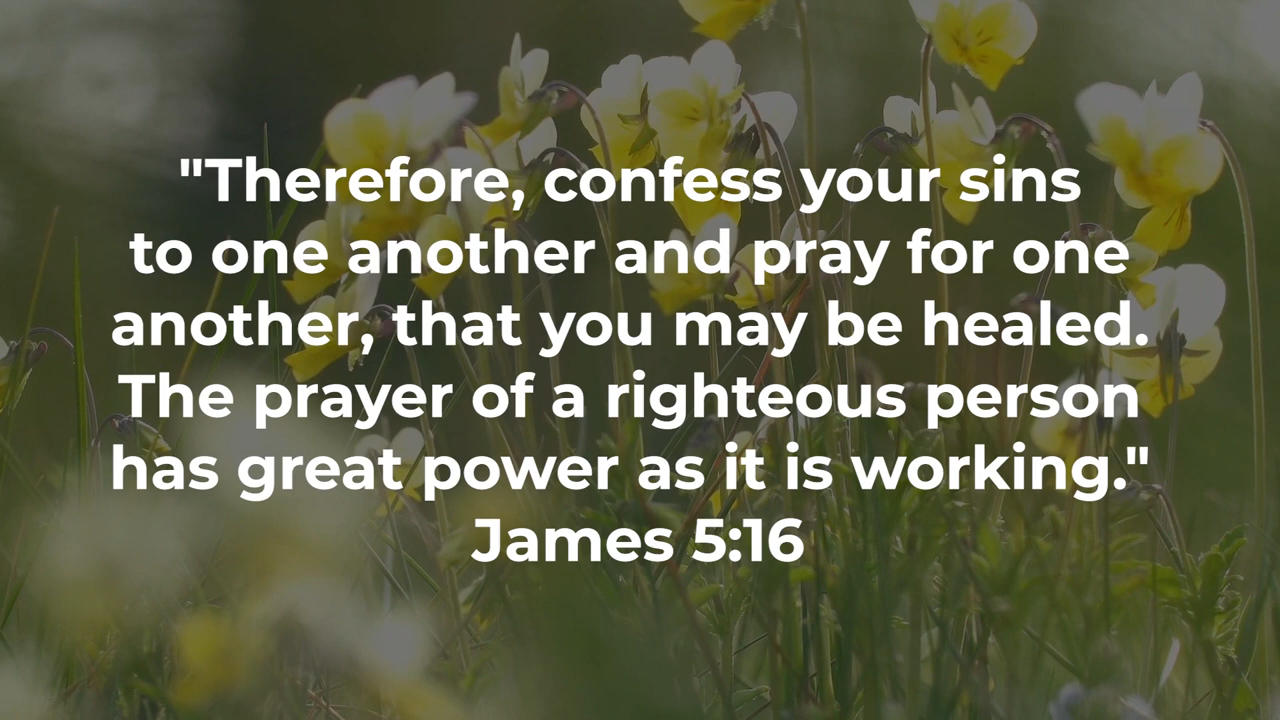 "Therefore, confess your sins
to one another and pray for one
another, that you may be healed.
The prayer of a righteous person
has great power as it is working."
James 5:16